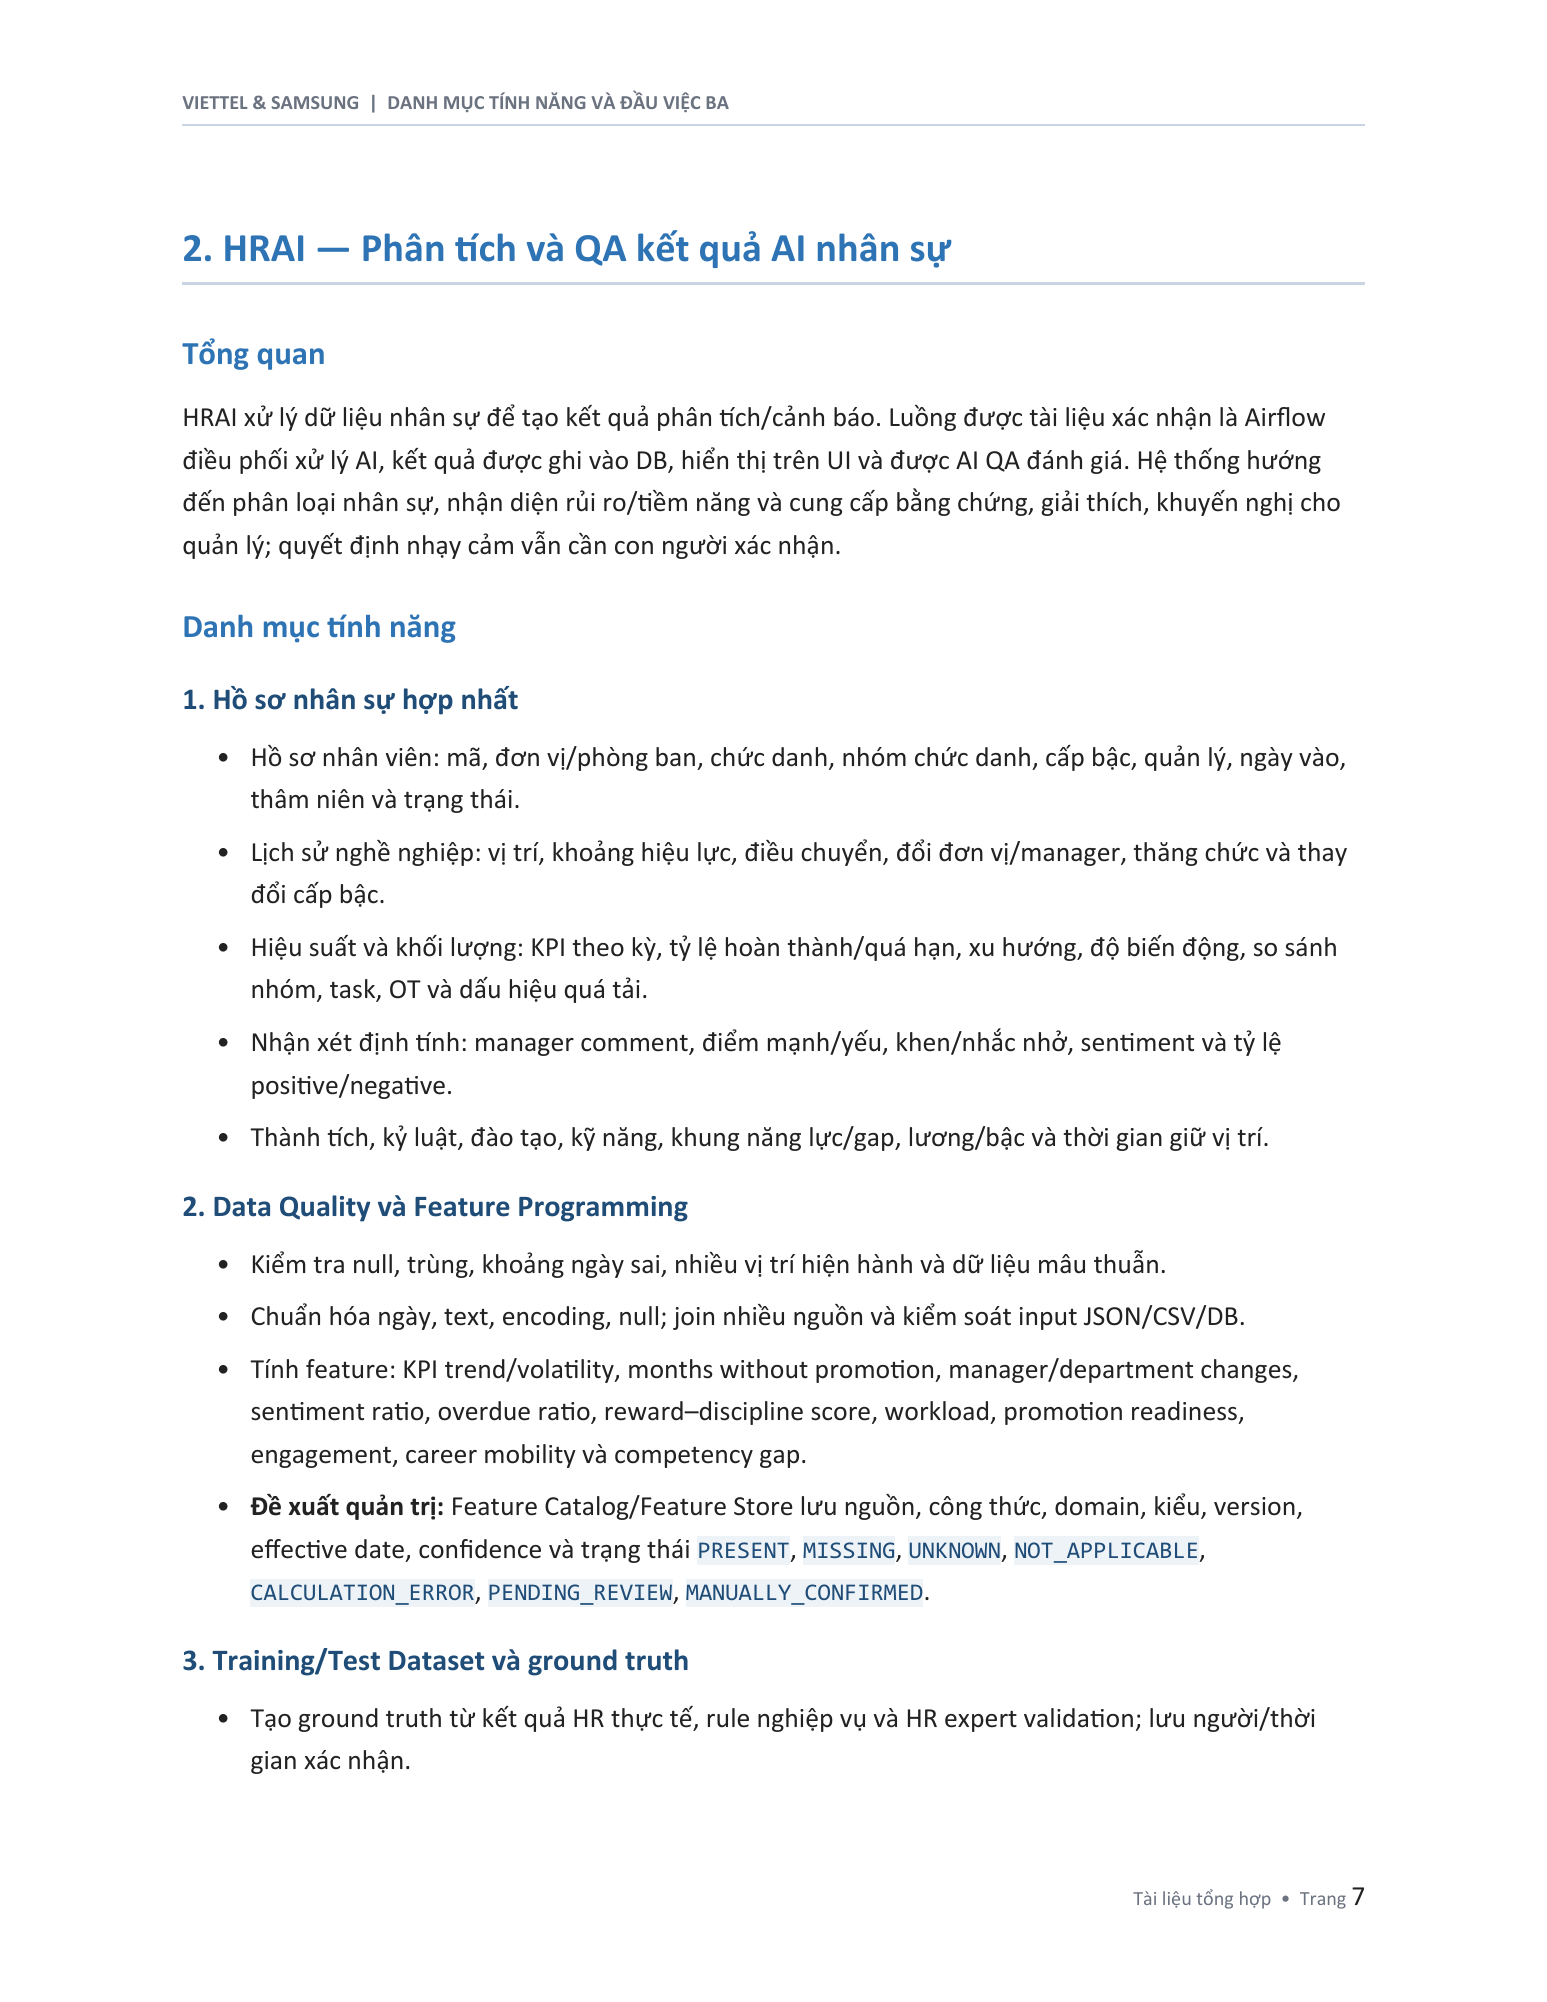 VIETTEL & SAMSUNG | DANH MỤC TÍNH NĂNG VÀ ĐẦU VIỆC BA
2. HRAI — Phân tích và QA kết quả AI nhân sự
Tổng quan
HRAI xử lý dữ liệu nhân sự để tạo kết quả phân tích/cảnh báo. Luồng được tài liệu xác nhận là Airflow
điều phối xử lý AI, kết quả được ghi vào DB, hiển thị trên UI và được AI QA đánh giá. Hệ thống hướng
đến phân loại nhân sự, nhận diện rủi ro/tiềm năng và cung cấp bằng chứng, giải thích, khuyến nghị cho
quản lý; quyết định nhạy cảm vẫn cần con người xác nhận.
Danh mục tính năng
1. Hồ sơ nhân sự hợp nhất
• Hồ sơ nhân viên: mã, đơn vị/phòng ban, chức danh, nhóm chức danh, cấp bậc, quản lý, ngày vào,
thâm niên và trạng thái.
• Lịch sử nghề nghiệp: vị trí, khoảng hiệu lực, điều chuyển, đổi đơn vị/manager, thăng chức và thay
đổi cấp bậc.
• Hiệu suất và khối lượng: KPI theo kỳ, tỷ lệ hoàn thành/quá hạn, xu hướng, độ biến động, so sánh
nhóm, task, OT và dấu hiệu quá tải.
• Nhận xét định tính: manager comment, điểm mạnh/yếu, khen/nhắc nhở, sentiment và tỷ lệ
positive/negative.
• Thành tích, kỷ luật, đào tạo, kỹ năng, khung năng lực/gap, lương/bậc và thời gian giữ vị trí.
2. Data Quality và Feature Programming
• Kiểm tra null, trùng, khoảng ngày sai, nhiều vị trí hiện hành và dữ liệu mâu thuẫn.
• Chuẩn hóa ngày, text, encoding, null; join nhiều nguồn và kiểm soát input JSON/CSV/DB.
• Tính feature: KPI trend/volatility, months without promotion, manager/department changes,
sentiment ratio, overdue ratio, reward–discipline score, workload, promotion readiness,
engagement, career mobility và competency gap.
• Đề xuất quản trị: Feature Catalog/Feature Store lưu nguồn, công thức, domain, kiểu, version,
effective date, confidence và trạng thái PRESENT, MISSING, UNKNOWN, NOT_APPLICABLE,
CALCULATION_ERROR, PENDING_REVIEW, MANUALLY_CONFIRMED.
3. Training/Test Dataset và ground truth
• Tạo ground truth từ kết quả HR thực tế, rule nghiệp vụ và HR expert validation; lưu người/thời
gian xác nhận.
Tài liệu tổng hợp • Trang 7